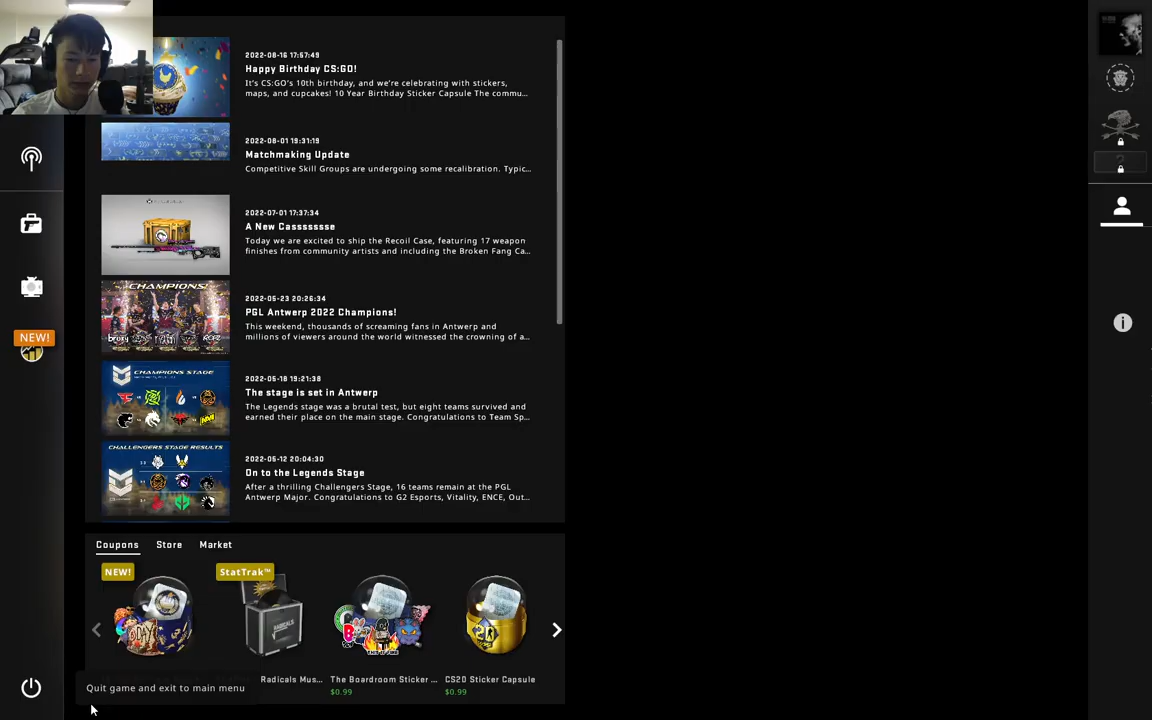 2022-08-16 17:57:49
Happy Birthday CS:GO!
It's CS:GO's 10th birthday, and we're celebrating with stickers,
maps, and cupcakes! 10 Year Birthday Sticker Capsule The commu...
2022-08-01 19:31:19
Matchmaking Update
Competitive Skill Groups are undergoing some recalibration. Typic...
2022-07-01 17:37:34
A New Casssssse
Today we are excited to ship the Recoil Case, featuring 17 weapon
finishes from community artists and including the Broken Fang Ca...
CHAMPIONS!
2022-05-23 20:26:34
PGL Antwerp 2022 Champions!
This weekend, thousands of screaming fans in Antwerp and
millions of viewers around the world witnessed the crowning of a...
CHAMPIONS STAGE
2022-05-18 19:21:38
The stage is set in Antwerp
The Legends stage was a brutal test, but eight teams survived and
earned their place on the main stage. Congratulations to Team Sp...
CHALLENGERS STAGE RESULTS
2022-05-12 20:04:30
On to the Legends Stage
After a thrilling Challengers Stage, 16 teams remain at the PGL
Antwerp Major. Congratulations to G2 Esports, Vitality, ENCE, Out...
NEW!
Coupons Store Market
NEW! StatTrak™
Radicals Mus... The Boardroom Sticker ... CS20 Sticker Capsule
$0.99 $0.99
Quit game and exit to main menu